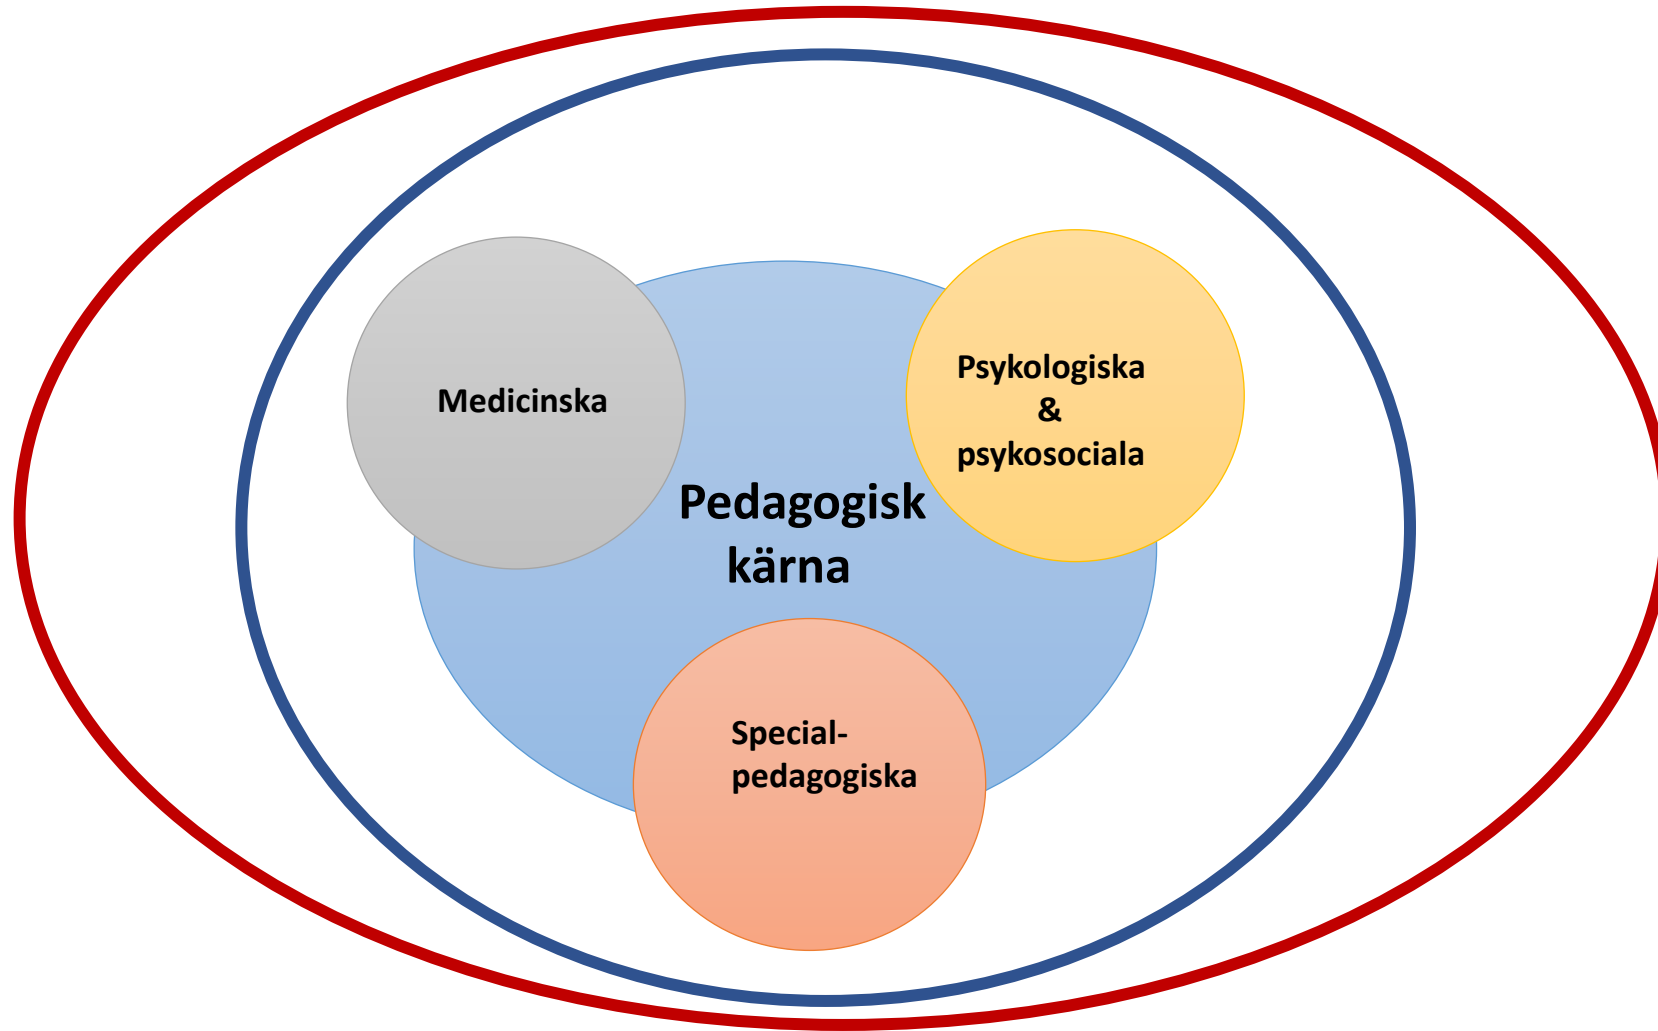 Medicinska
Psykologiska
&
psykosociala
Pedagogisk
kärna
Special-
pedagogiska